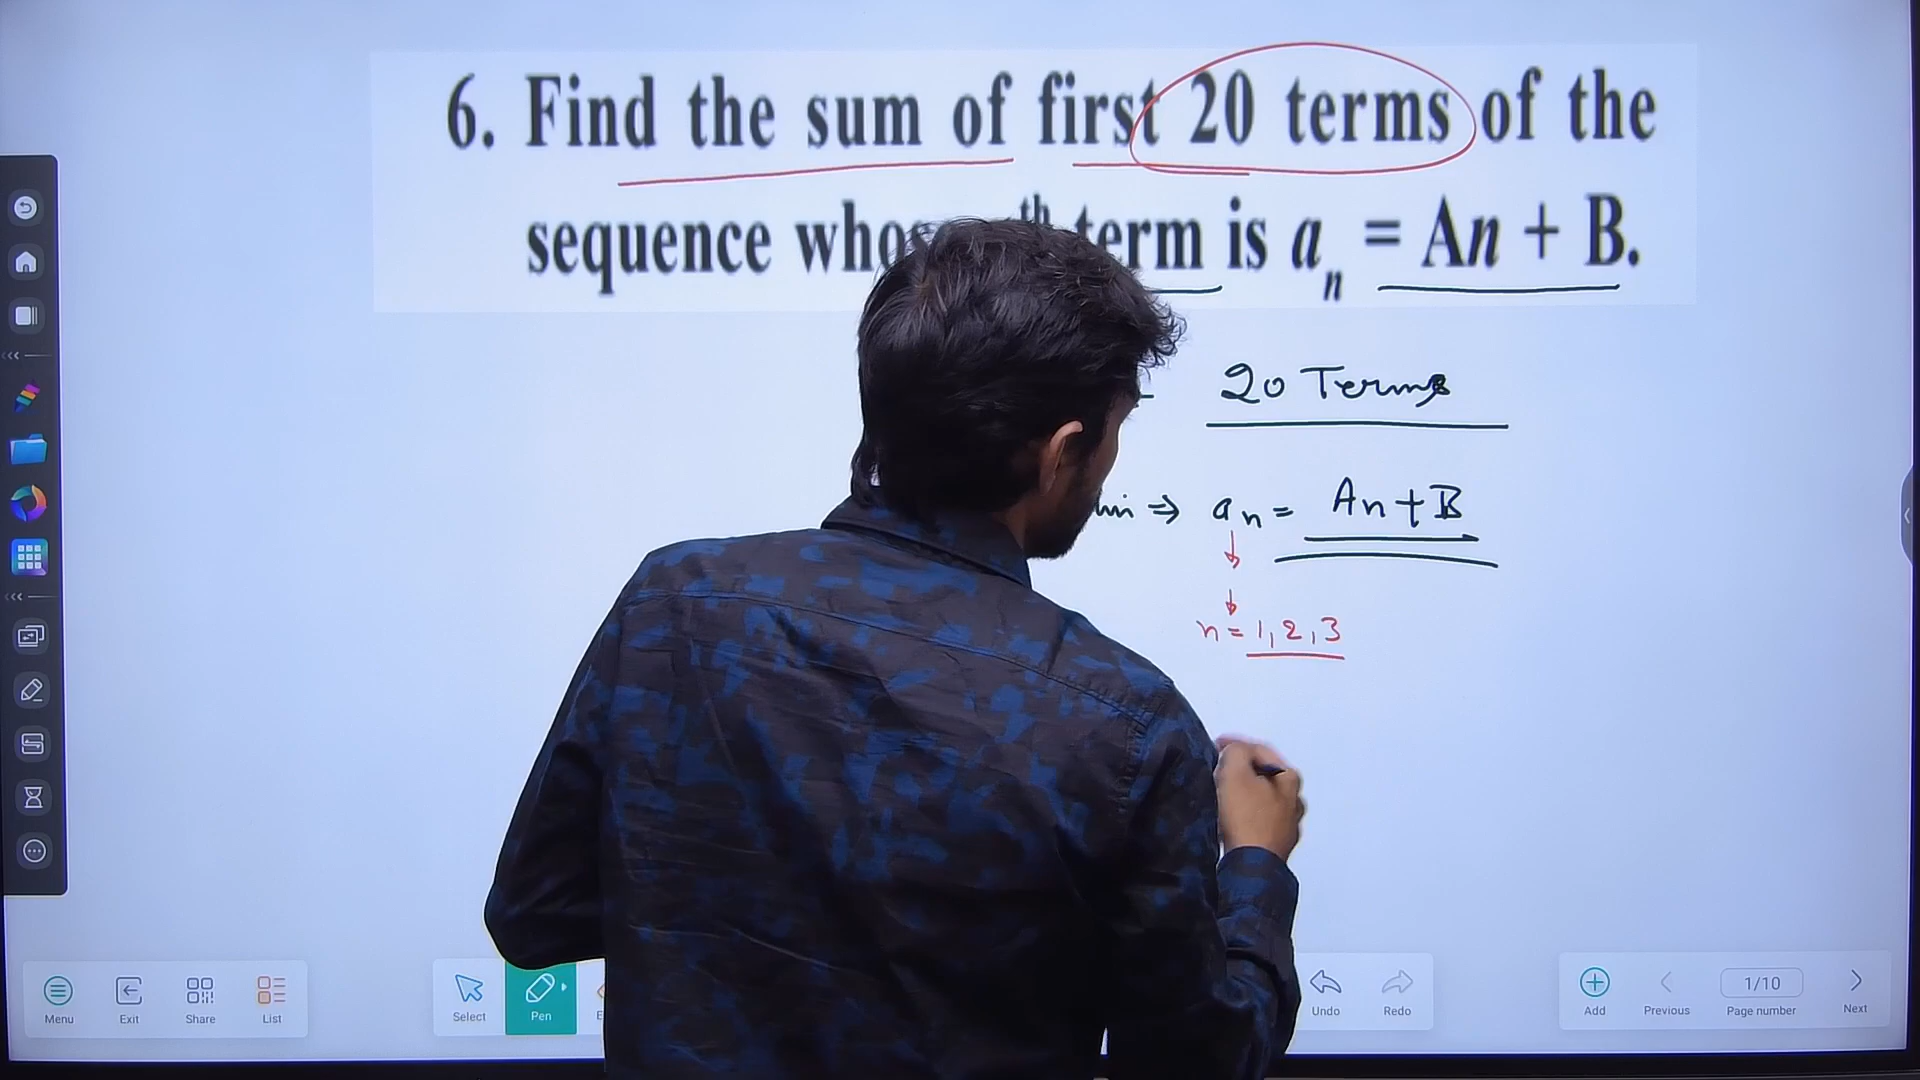 6. Find the sum of first 20 terms of the
sequence term is aₙ = An + B.
20 Terms
⇒ aₙ = An+B
n = 1, 2, 3
Menu
Exit
Share
List
Select
Pen
Undo
Redo
Add
Previous
1/10
Page number
Next